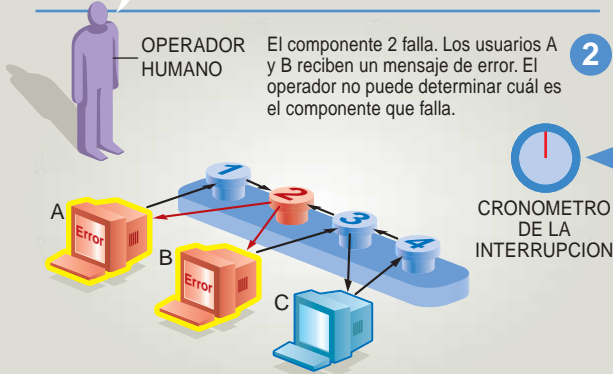 OPERADOR
HUMANO
El componente 2 falla. Los usuarios A
y B reciben un mensaje de error. El
operador no puede determinar cuál es
el componente que falla.
2
1
2
3
4
A
Error
B
Error
C
CRONOMETRO
DE LA
INTERRUPCION